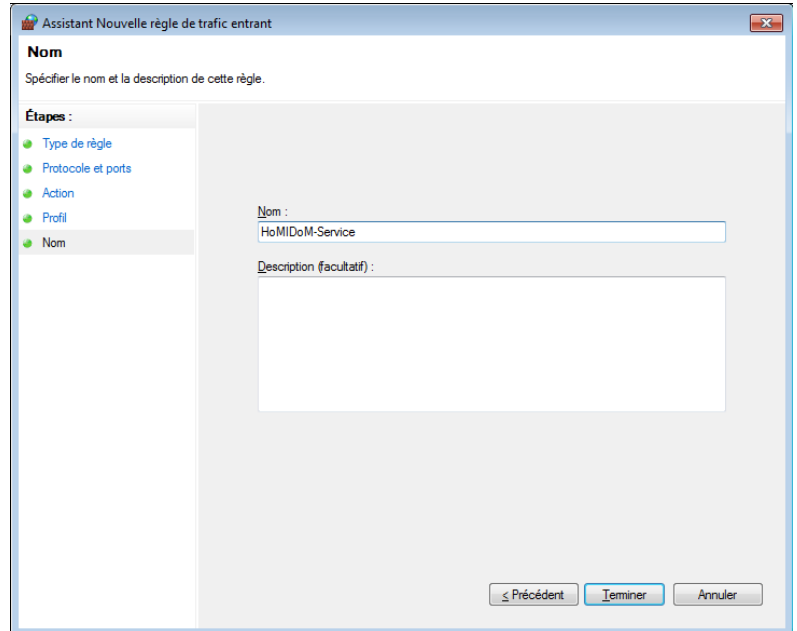 Assistant Nouvelle règle de trafic entrant
Nom
Spécifier le nom et la description de cette règle.
Étapes :
Type de règle
Protocole et ports
Action
Profil
Nom
Nom :
HoMIDoM-Service
Description (facultatif) :
< Précédent
Terminer
Annuler